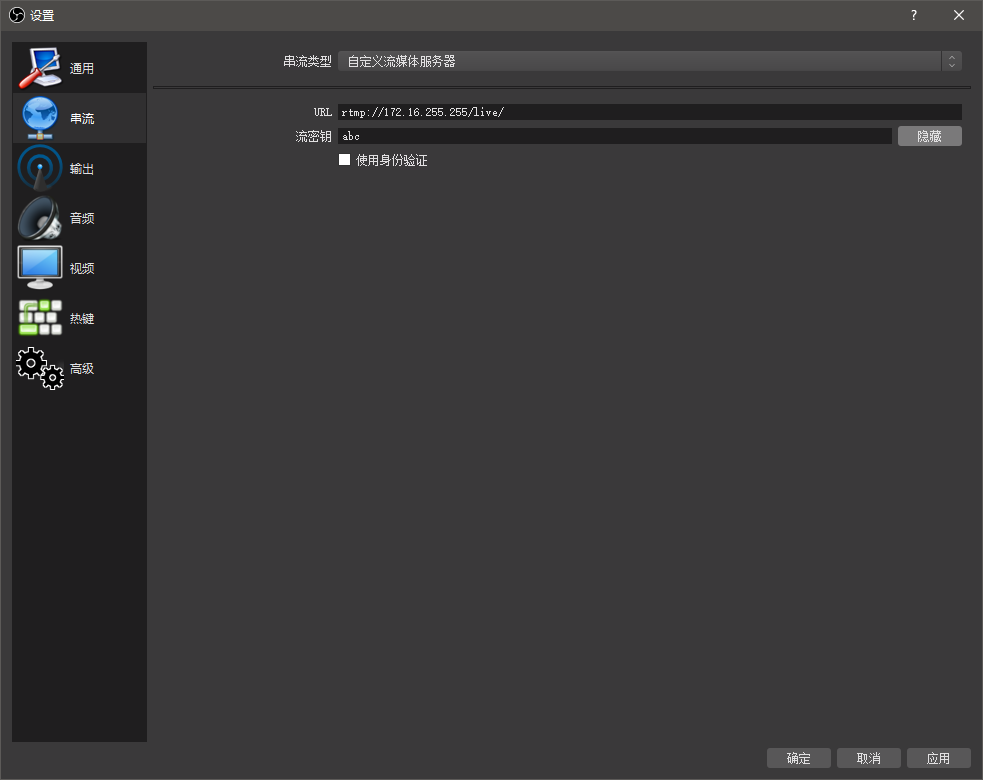 设置
?
通用
串流
输出
音频
视频
热键
高级
串流类型 自定义流媒体服务器
URL rtmp://172.16.255.255/live/
流密钥 abc 隐藏
使用身份验证
确定 取消 应用